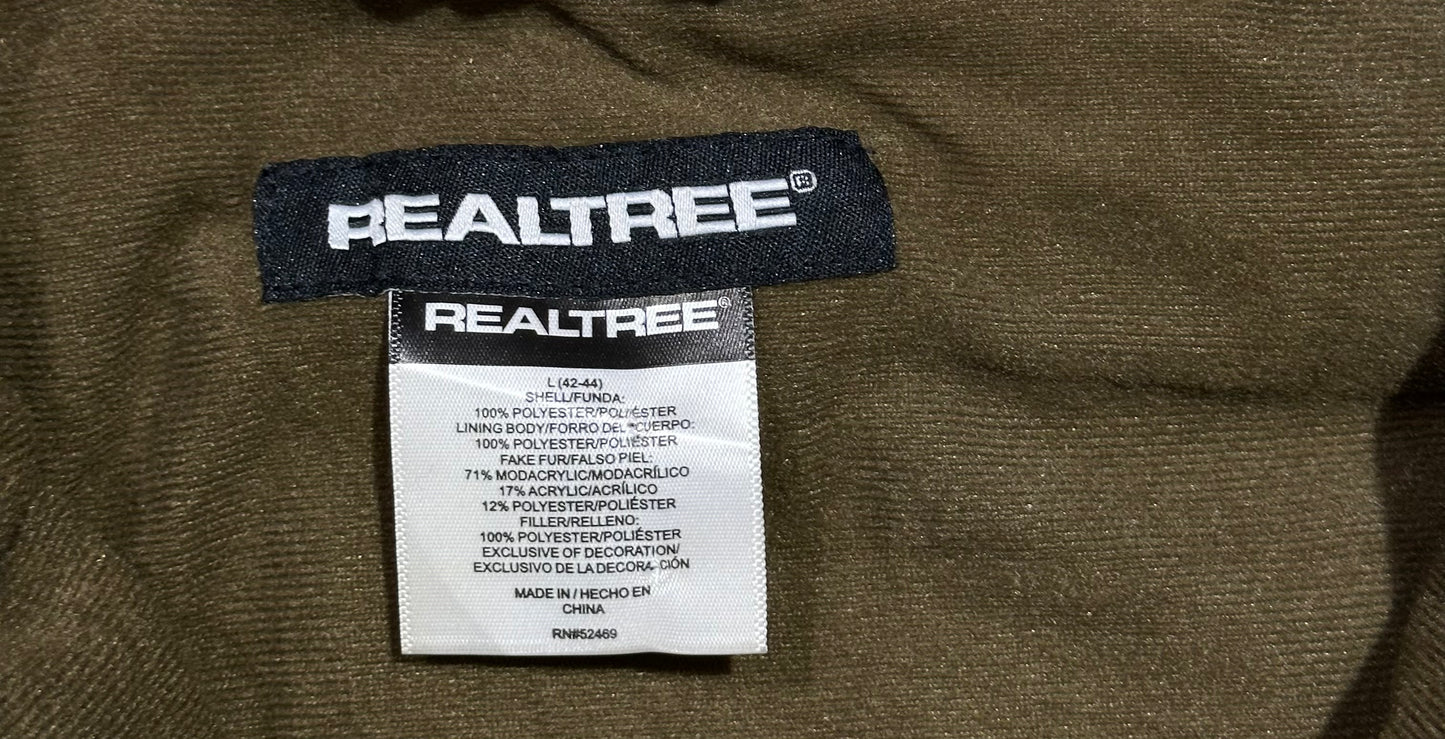 REALTREE®
REALTREE®
L (42-44)
SHELL/FUNDA:
100% POLYESTER/POLIÉSTER
LINING BODY/FORRO DEL CUERPO:
100% POLYESTER/POLIÉSTER
FAKE FUR/FALSO PIEL:
71% MODACRYLIC/MODACRÍLICO
17% ACRYLIC/ACRÍLICO
12% POLYESTER/POLIÉSTER
FILLER/RELLENO:
100% POLYESTER/POLIÉSTER
EXCLUSIVE OF DECORATION/
EXCLUSIVO DE LA DECORACIÓN
MADE IN / HECHO EN
CHINA
RN#52469